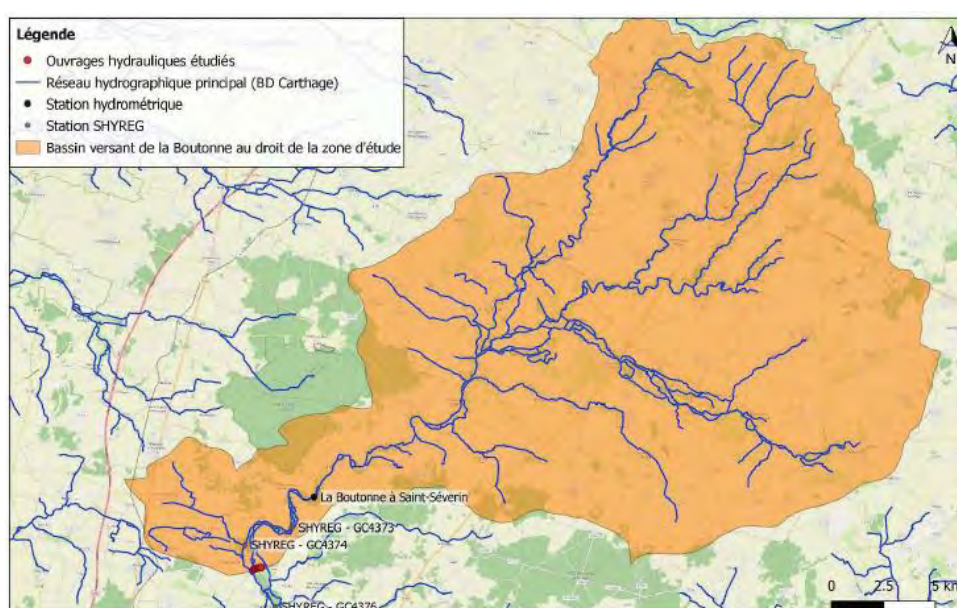 Légende
Ouvrages hydrauliques étudiés
Réseau hydrographique principal (BD Carthage)
Station hydrométrique
Station SHYREG
Bassin versant de la Boutonne au droit de la zone d'étude
N
La Boutonne à Saint-Séverin
SHYREG - GC4373
SHYREG - GC4374
SHYREG - GC4376
0 2.5 5 km